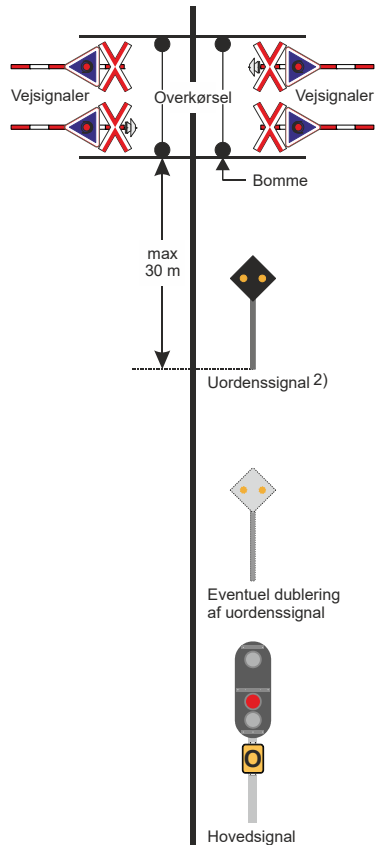 Vejsignaler
Overkørsel
Vejsignaler
Bomme
max
30 m
Uordenssignal 2)
Eventuel dublering
af uordenssignal
O
Hovedsignal